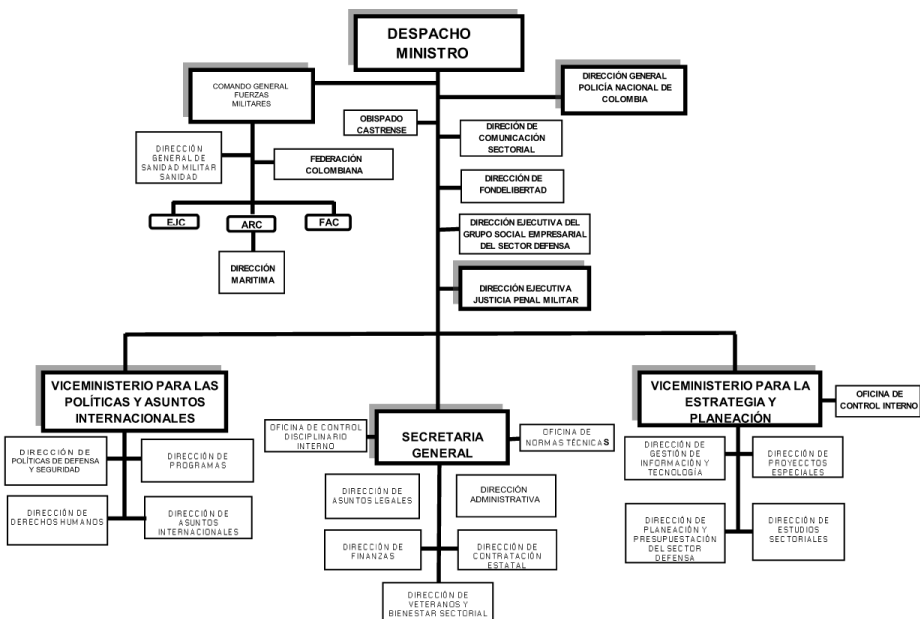 DESPACHO
MINISTRO
COMANDO GENERAL
FUERZAS
MILITARES
DIRECCIÓN GENERAL
POLICÍA NACIONAL DE
COLOMBIA
OBISPADO
CASTRENSE
DIRECIÓN DE
COMUNICACIÓN
SECTORIAL
DIRECCIÓN
GENERAL DE
SANIDAD MILITAR
SANIDAD
FEDERACIÓN
COLOMBIANA
DIRECCIÓN DE
FONDELIBERTAD
EJC
ARC
FAC
DIRECCIÓN EJECUTIVA DEL
GRUPO SOCIAL EMPRESARIAL
DEL SECTOR DEFENSA
DIRECCIÓN
MARITIMA
DIRECCIÓN EJECUTIVA
JUSTICIA PENAL MILITAR
VICEMINISTERIO PARA LAS
POLÍTICAS Y ASUNTOS
INTERNACIONALES
VICEMINISTERIO PARA LA
ESTRATEGIA Y
PLANEACIÓN
OFICINA DE
CONTROL INTERNO
OFICINA DE CONTROL
DISCIPLINARIO
INTERNO
SECRETARIA
GENERAL
OFICINA DE
NORMAS TÉCNICAS
DIRECCIÓN DE
POLÍTICAS DE DEFENSA
Y SEGURIDAD
DIRECCIÓN DE
PROGRAMAS
DIRECCIÓN DE
GESTIÓN DE
INFORMACIÓN Y
TECNOLOGÍA
DIRECCIÓN DE
PROYECCTOS
ESPECIALES
DIRECCIÓN DE
ASUNTOS LEGALES
DIRECCIÓN
ADMINISTRATIVA
DIRECCIÓN DE
DERECHOS HUMANOS
DIRECCIÓN DE
ASUNTOS
INTERNACIONALES
DIRECCIÓN DE
PLANEACIÓN Y
PRESUPUESTACIÓN
DEL SECTOR
DEFENSA
DIRECCIÓN DE
ESTUDIOS
SECTORIALES
DIRECCIÓN DE
FINANZAS
DIRECCIÓN DE
CONTRATACIÓN
ESTATAL
DIRECCIÓN DE
VETERANOS Y
BIENESTAR SECTORIAL